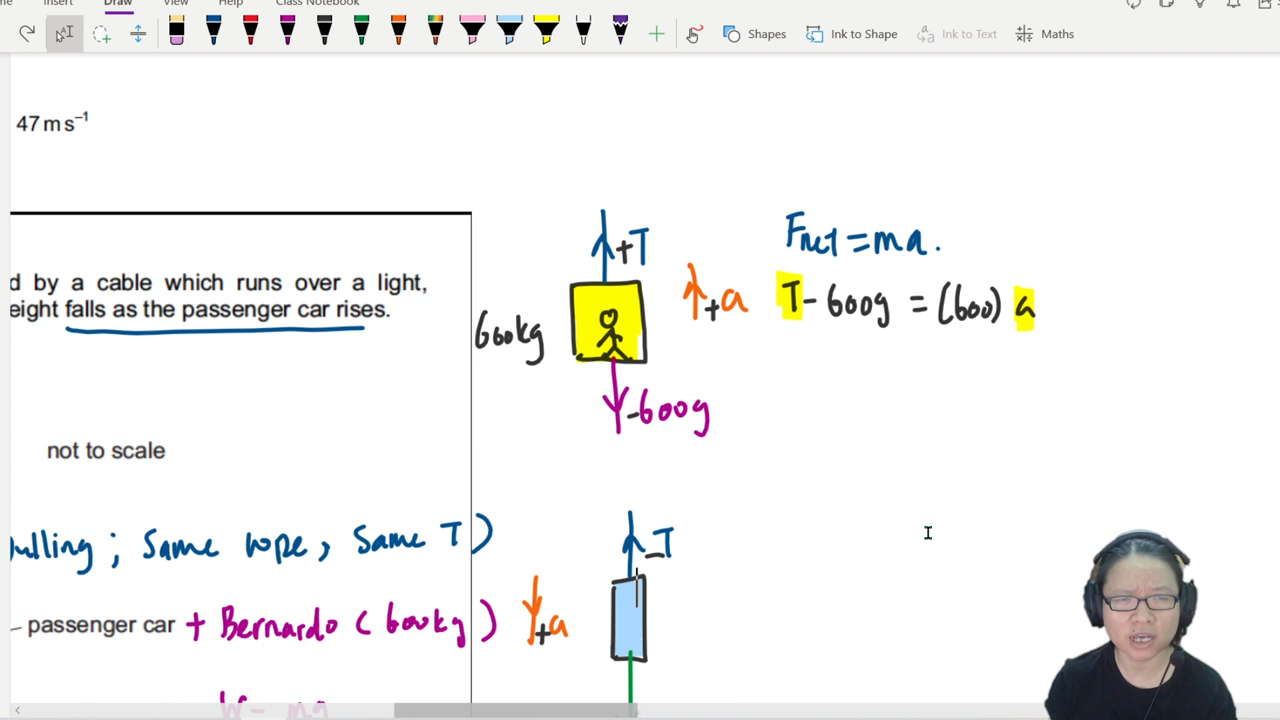 Insert Draw View Help Class Notebook
Shapes Ink to Shape Ink to Text Maths
47 m s⁻¹
d by a cable which runs over a light,
eight falls as the passenger car rises.
not to scale
; same rope, same T)
passenger car + Bernardo (600kg)
W = mg
+T
600kg
+a
-600g
Fnet = ma.
T - 600g = (600) a
-T
+a